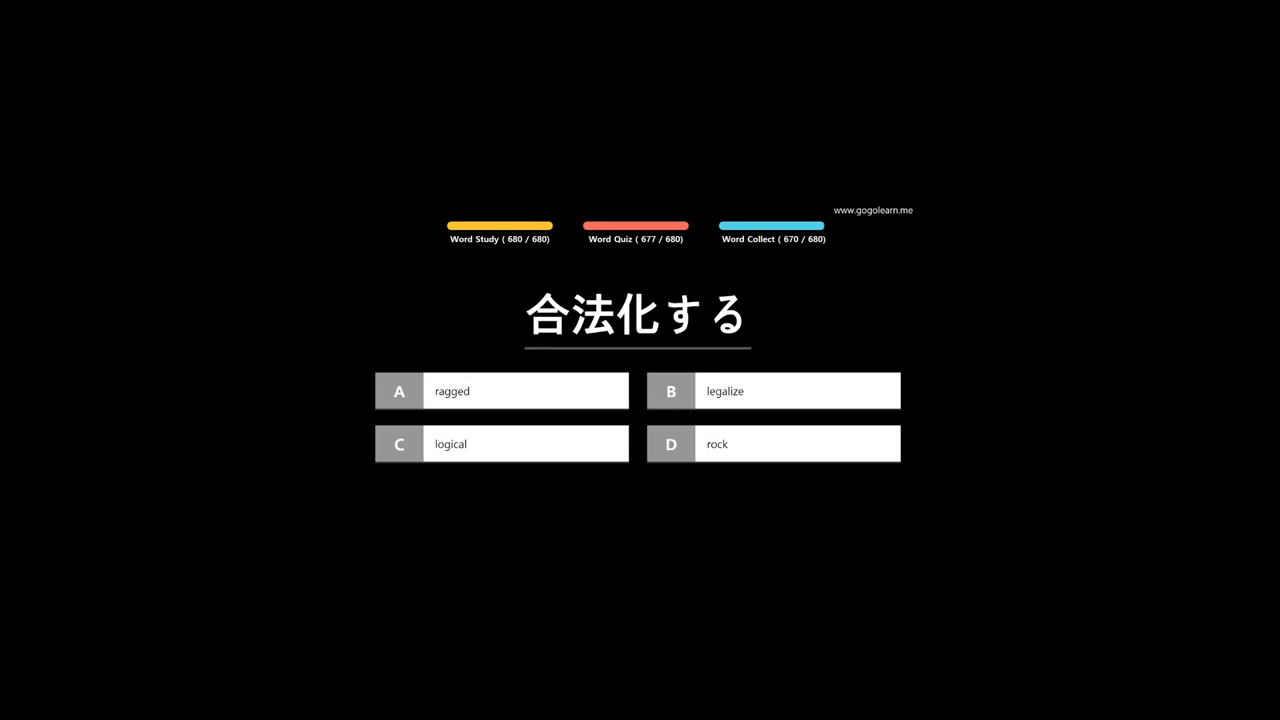 www.gogolearn.me
Word Study ( 680 / 680)
Word Quiz ( 677 / 680)
Word Collect ( 670 / 680)
合法化する
A ragged
B legalize
C logical
D rock